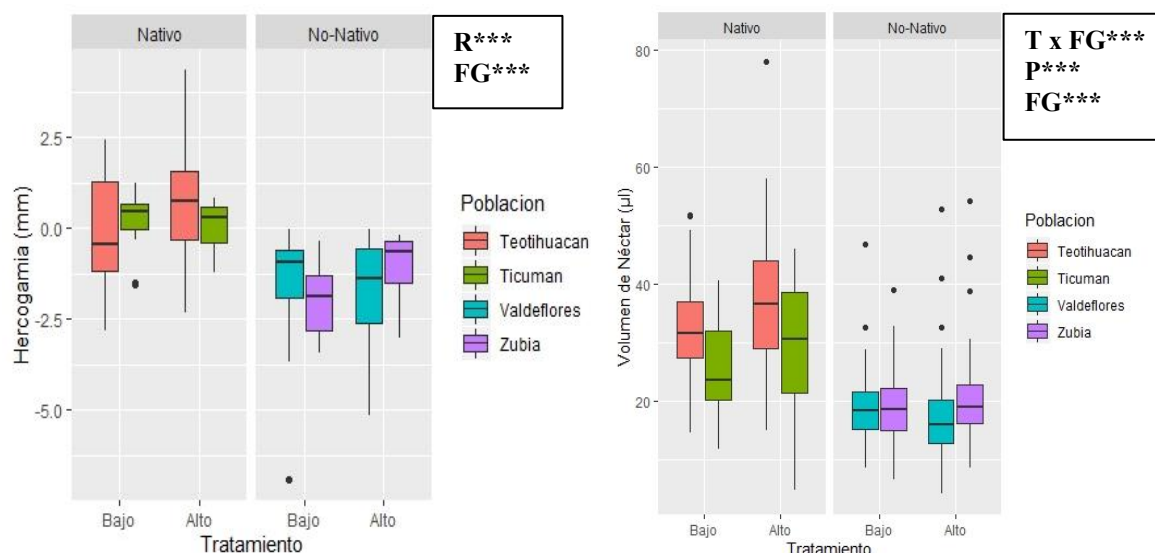 Nativo
No-Nativo
R***
FG***
2.5
0.0
-2.5
-5.0
Hercogamia (mm)
Bajo
Alto
Bajo
Alto
Tratamiento
Poblacion
Teotihuacan
Ticuman
Valdeflores
Zubia
Nativo
No-Nativo
T x FG***
P***
FG***
80
60
40
20
Volumen de Néctar (µl)
Bajo
Alto
Bajo
Alto
Tratamiento
Poblacion
Teotihuacan
Ticuman
Valdeflores
Zubia